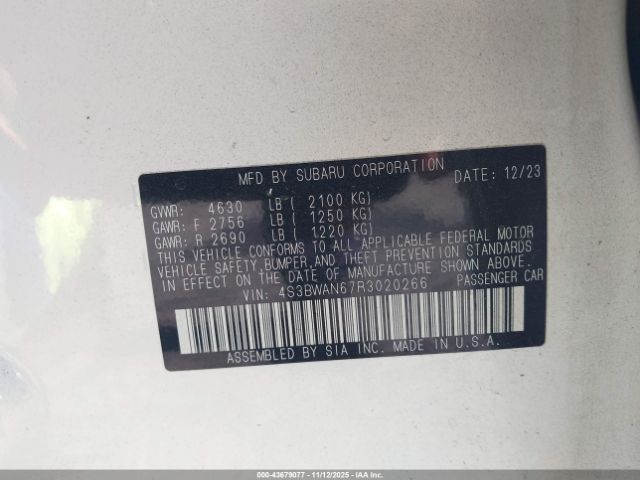 MFD BY SUBARU CORPORATION DATE: 12/23
GVWR: 4630 LB ( 2100 KG)
GAWR: F 2756 LB ( 1250 KG)
GAWR: R 2690 LB ( 1220 KG)
THIS VEHICLE CONFORMS TO ALL APPLICABLE FEDERAL MOTOR
VEHICLE SAFETY, BUMPER, AND THEFT PREVENTION STANDARDS
IN EFFECT ON THE DATE OF MANUFACTURE SHOWN ABOVE.
VIN: 4S3BWAN67R3020266 PASSENGER CAR
ASSEMBLED BY SIA INC. MADE IN U.S.A.
000-43679077 - 11/12/2025 - IAAI.com